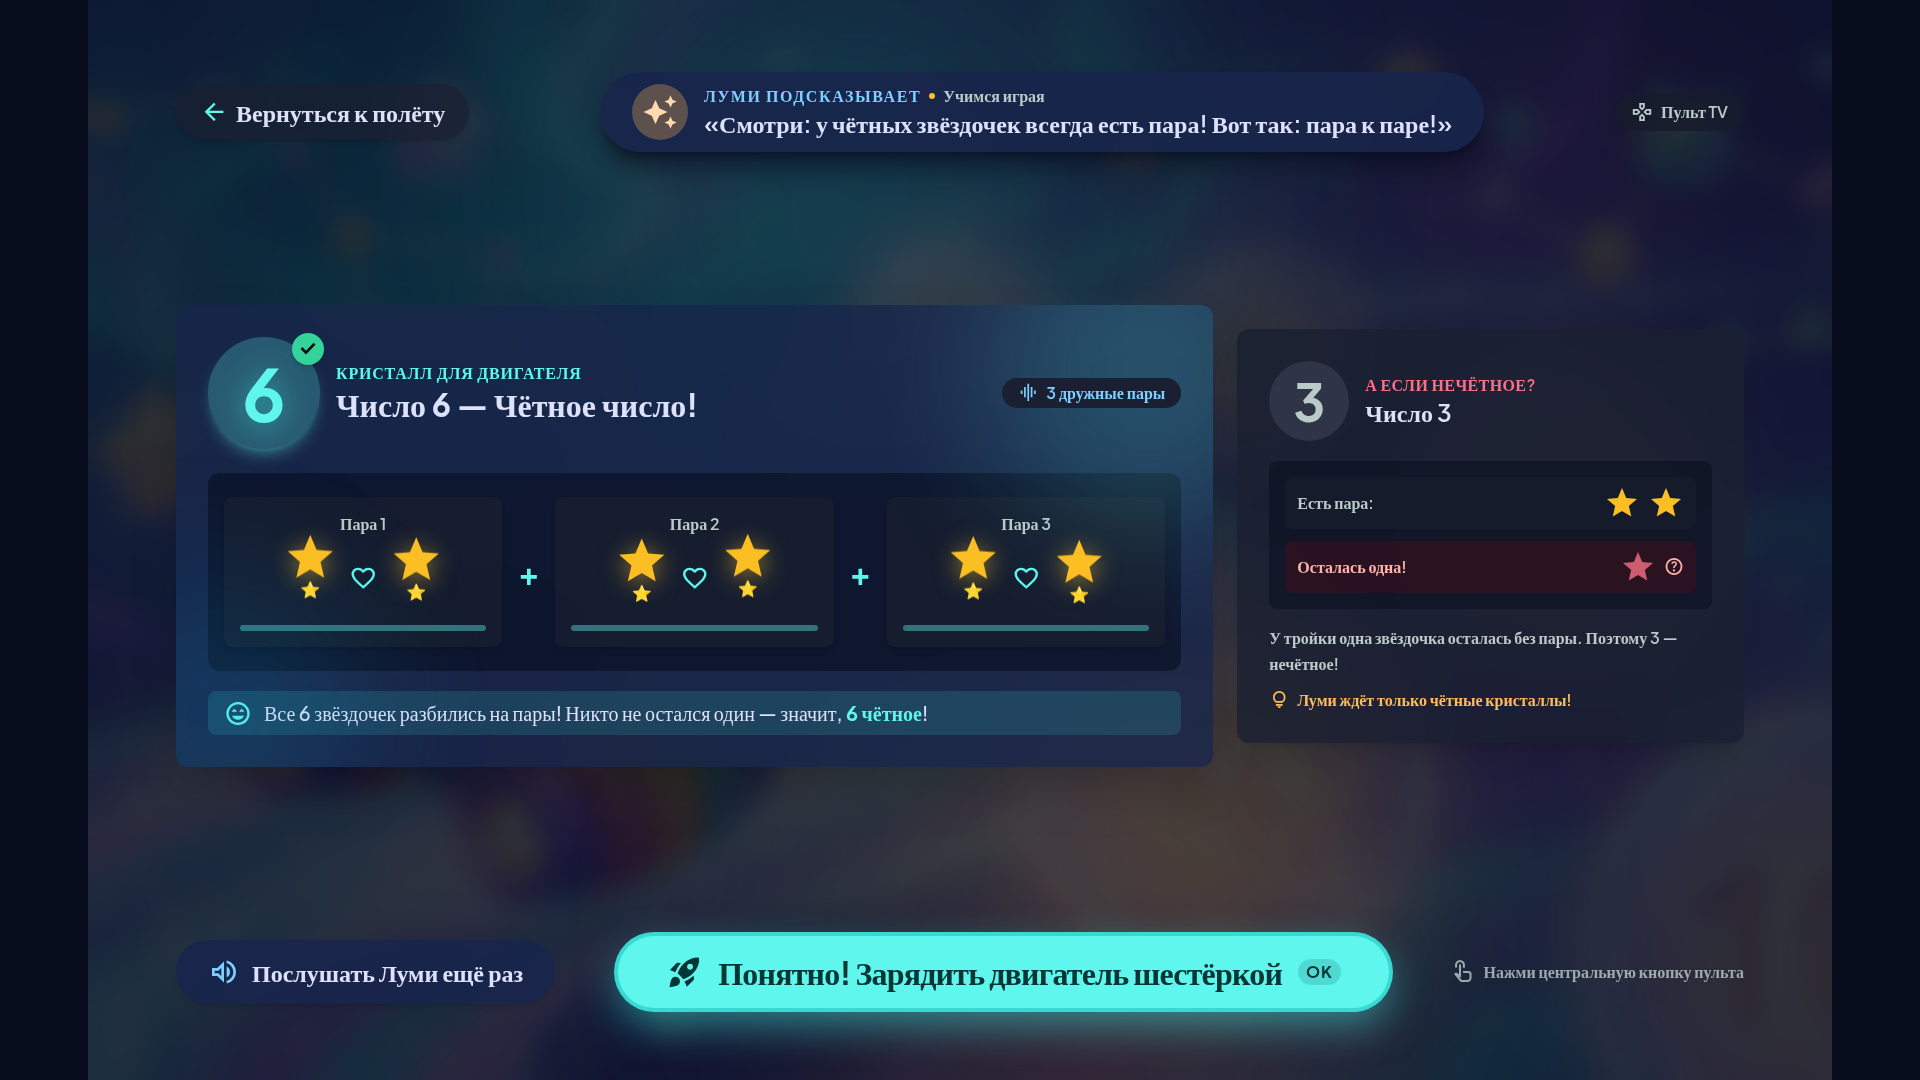 Вернуться к полёту
ЛУМИ ПОДСКАЗЫВАЕТ • Учимся играя
«Смотри: у чётных звёздочек всегда есть пара! Вот так: пара к паре!»
Пульт TV
6
КРИСТАЛЛ ДЛЯ ДВИГАТЕЛЯ
Число 6 — Чётное число!
3 дружные пары
Пара 1
+
Пара 2
+
Пара 3
Все 6 звёздочек разбились на пары! Никто не остался один — значит, 6 чётное!
3
А ЕСЛИ НЕЧЁТНОЕ?
Число 3
Есть пара:
Осталась одна!
У тройки одна звёздочка осталась без пары. Поэтому 3 —
нечётное!
Луми ждёт только чётные кристаллы!
Послушать Луми ещё раз
Понятно! Зарядить двигатель шестёркой OK
Нажми центральную кнопку пульта